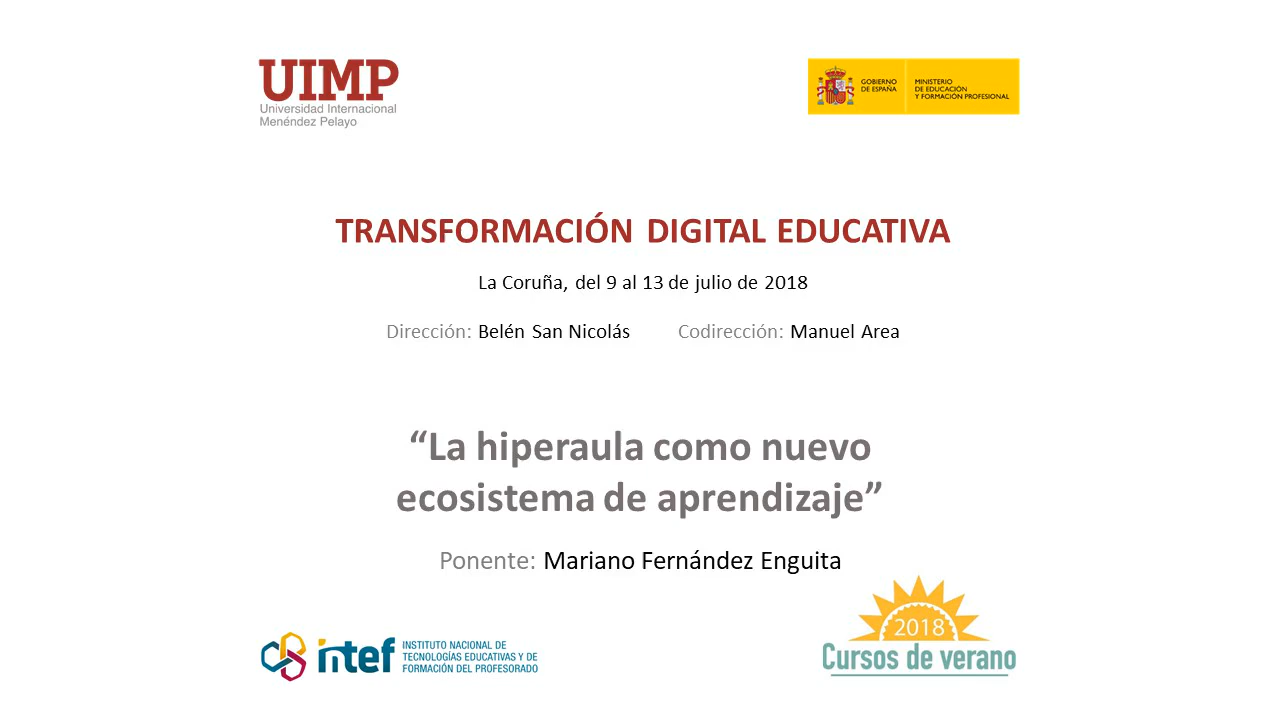 UIMP
Universidad Internacional
Menéndez Pelayo
GOBIERNO
DE ESPAÑA
MINISTERIO
DE EDUCACIÓN
Y FORMACIÓN PROFESIONAL
TRANSFORMACIÓN DIGITAL EDUCATIVA
La Coruña, del 9 al 13 de julio de 2018
Dirección: Belén San Nicolás Codirección: Manuel Area
“La hiperaula como nuevo
ecosistema de aprendizaje”
Ponente: Mariano Fernández Enguita
intef
INSTITUTO NACIONAL DE
TECNOLOGÍAS EDUCATIVAS Y DE
FORMACIÓN DEL PROFESORADO
2018
Cursos de verano